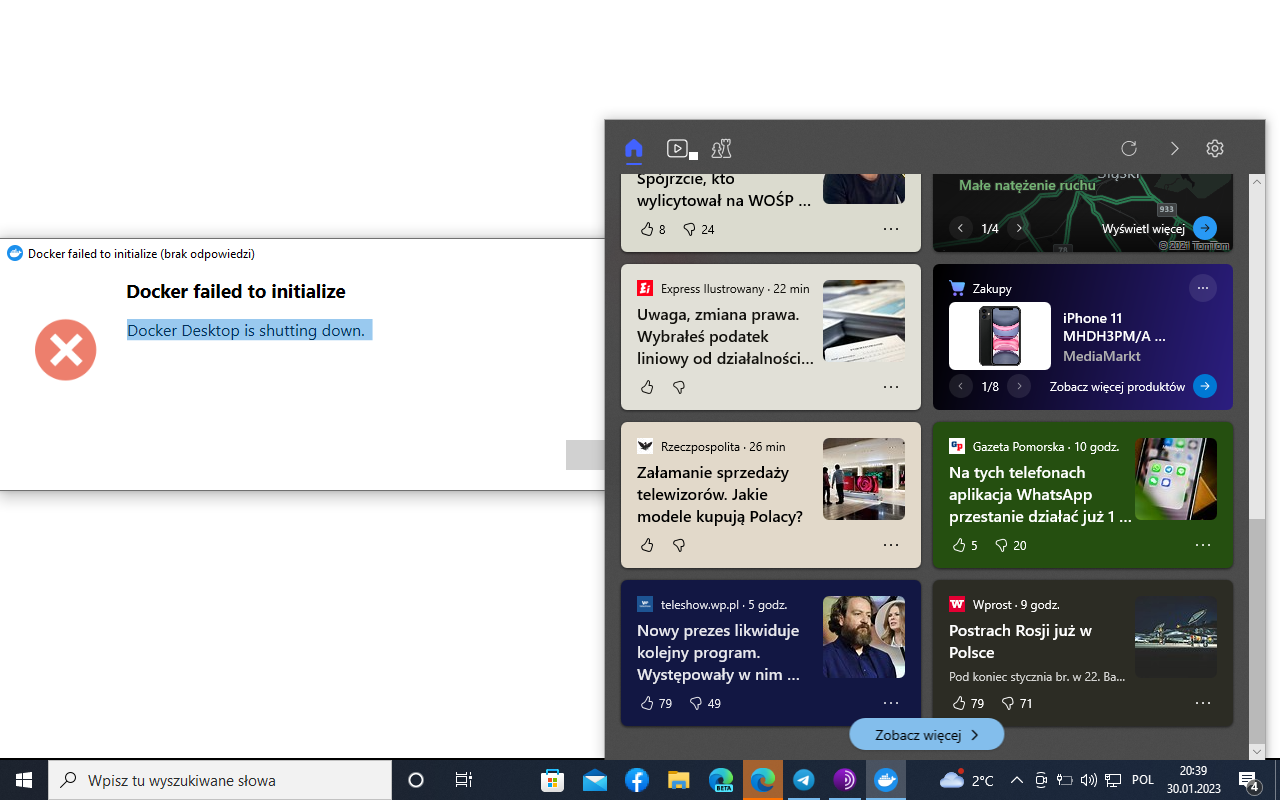 Docker failed to initialize (brak odpowiedzi)
Docker failed to initialize
Docker Desktop is shutting down.
Spójrzcie, kto
wylicytował na WOŚP ...
8 24
Małe natężenie ruchu
933
78
1/4 Wyświetl więcej
© 2021 TomTom
Express Ilustrowany · 22 min
Uwaga, zmiana prawa.
Wybrałeś podatek
liniowy od działalności...
Zakupy
iPhone 11
MHDH3PM/A ...
MediaMarkt
1/8 Zobacz więcej produktów
Rzeczpospolita · 26 min
Załamanie sprzedaży
telewizorów. Jakie
modele kupują Polacy?
Gazeta Pomorska · 10 godz.
Na tych telefonach
aplikacja WhatsApp
przestanie działać już 1 ...
5 20
teleshow.wp.pl · 5 godz.
Nowy prezes likwiduje
kolejny program.
Występowały w nim ...
79 49
Wprost · 9 godz.
Postrach Rosji już w
Polsce
Pod koniec stycznia br. w 22. Ba...
79 71
Zobacz więcej
Wpisz tu wyszukiwane słowa
BETA
2°C
POL
20:39
30.01.2023
4